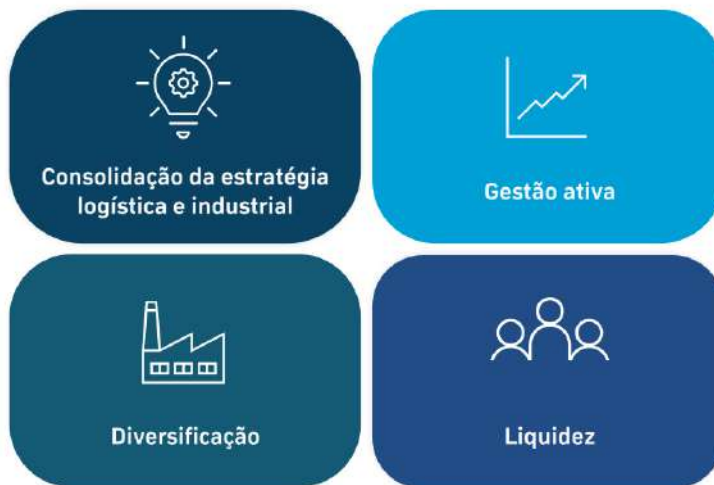 Consolidação da estratégia
logística e industrial
Gestão ativa
Diversificação
Liquidez